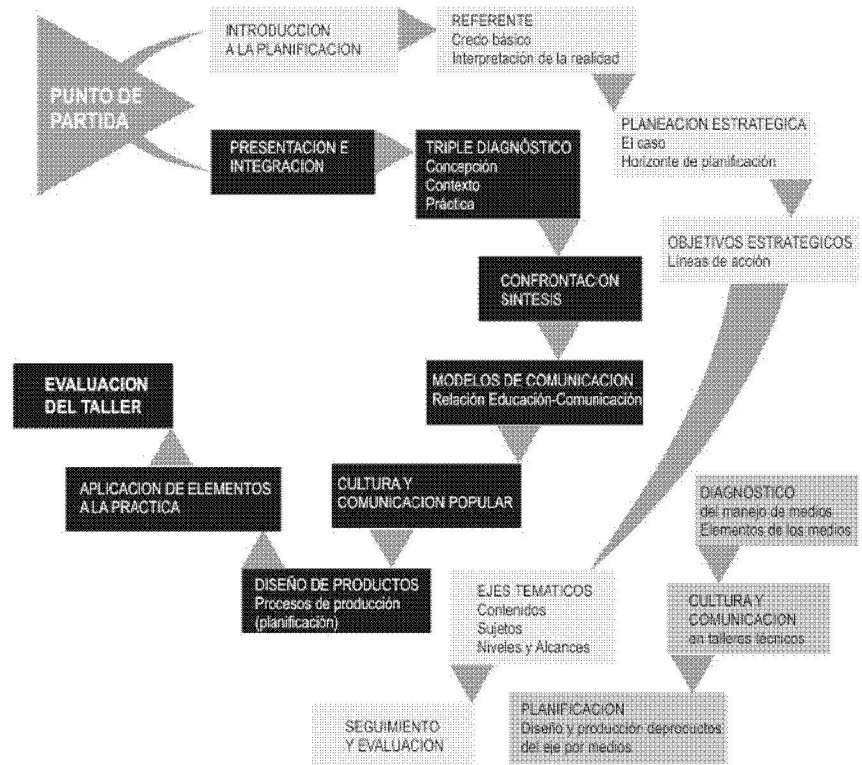 PUNTO DE
PARTIDA
INTRODUCCION
A LA PLANIFICACION
REFERENTE
Credo básico
Interpretación de la realidad
PLANEACION ESTRATEGICA
El caso
Horizonte de planificación
OBJETIVOS ESTRATEGICOS
Líneas de acción
PRESENTACION E
INTEGRACION
TRIPLE DIAGNÓSTICO
Concepción
Contexto
Práctica
CONFRONTACION
SINTESIS
MODELOS DE COMUNICACION
Relación Educación-Comunicación
CULTURA Y
COMUNICACION POPULAR
DISEÑO DE PRODUCTOS
Procesos de producción
(planificación)
APLICACION DE ELEMENTOS
A LA PRACTICA
EVALUACION
DEL TALLER
EJES TEMATICOS
Contenidos
Sujetos
Niveles y Alcances
SEGUIMIENTO
Y EVALUACION
DIAGNOSTICO
del manejo de medios
Elementos de los medios
CULTURA Y
COMUNICACION
en talleres técnicos
PLANIFICACION
Diseño y producción deproductos
del eje por medios